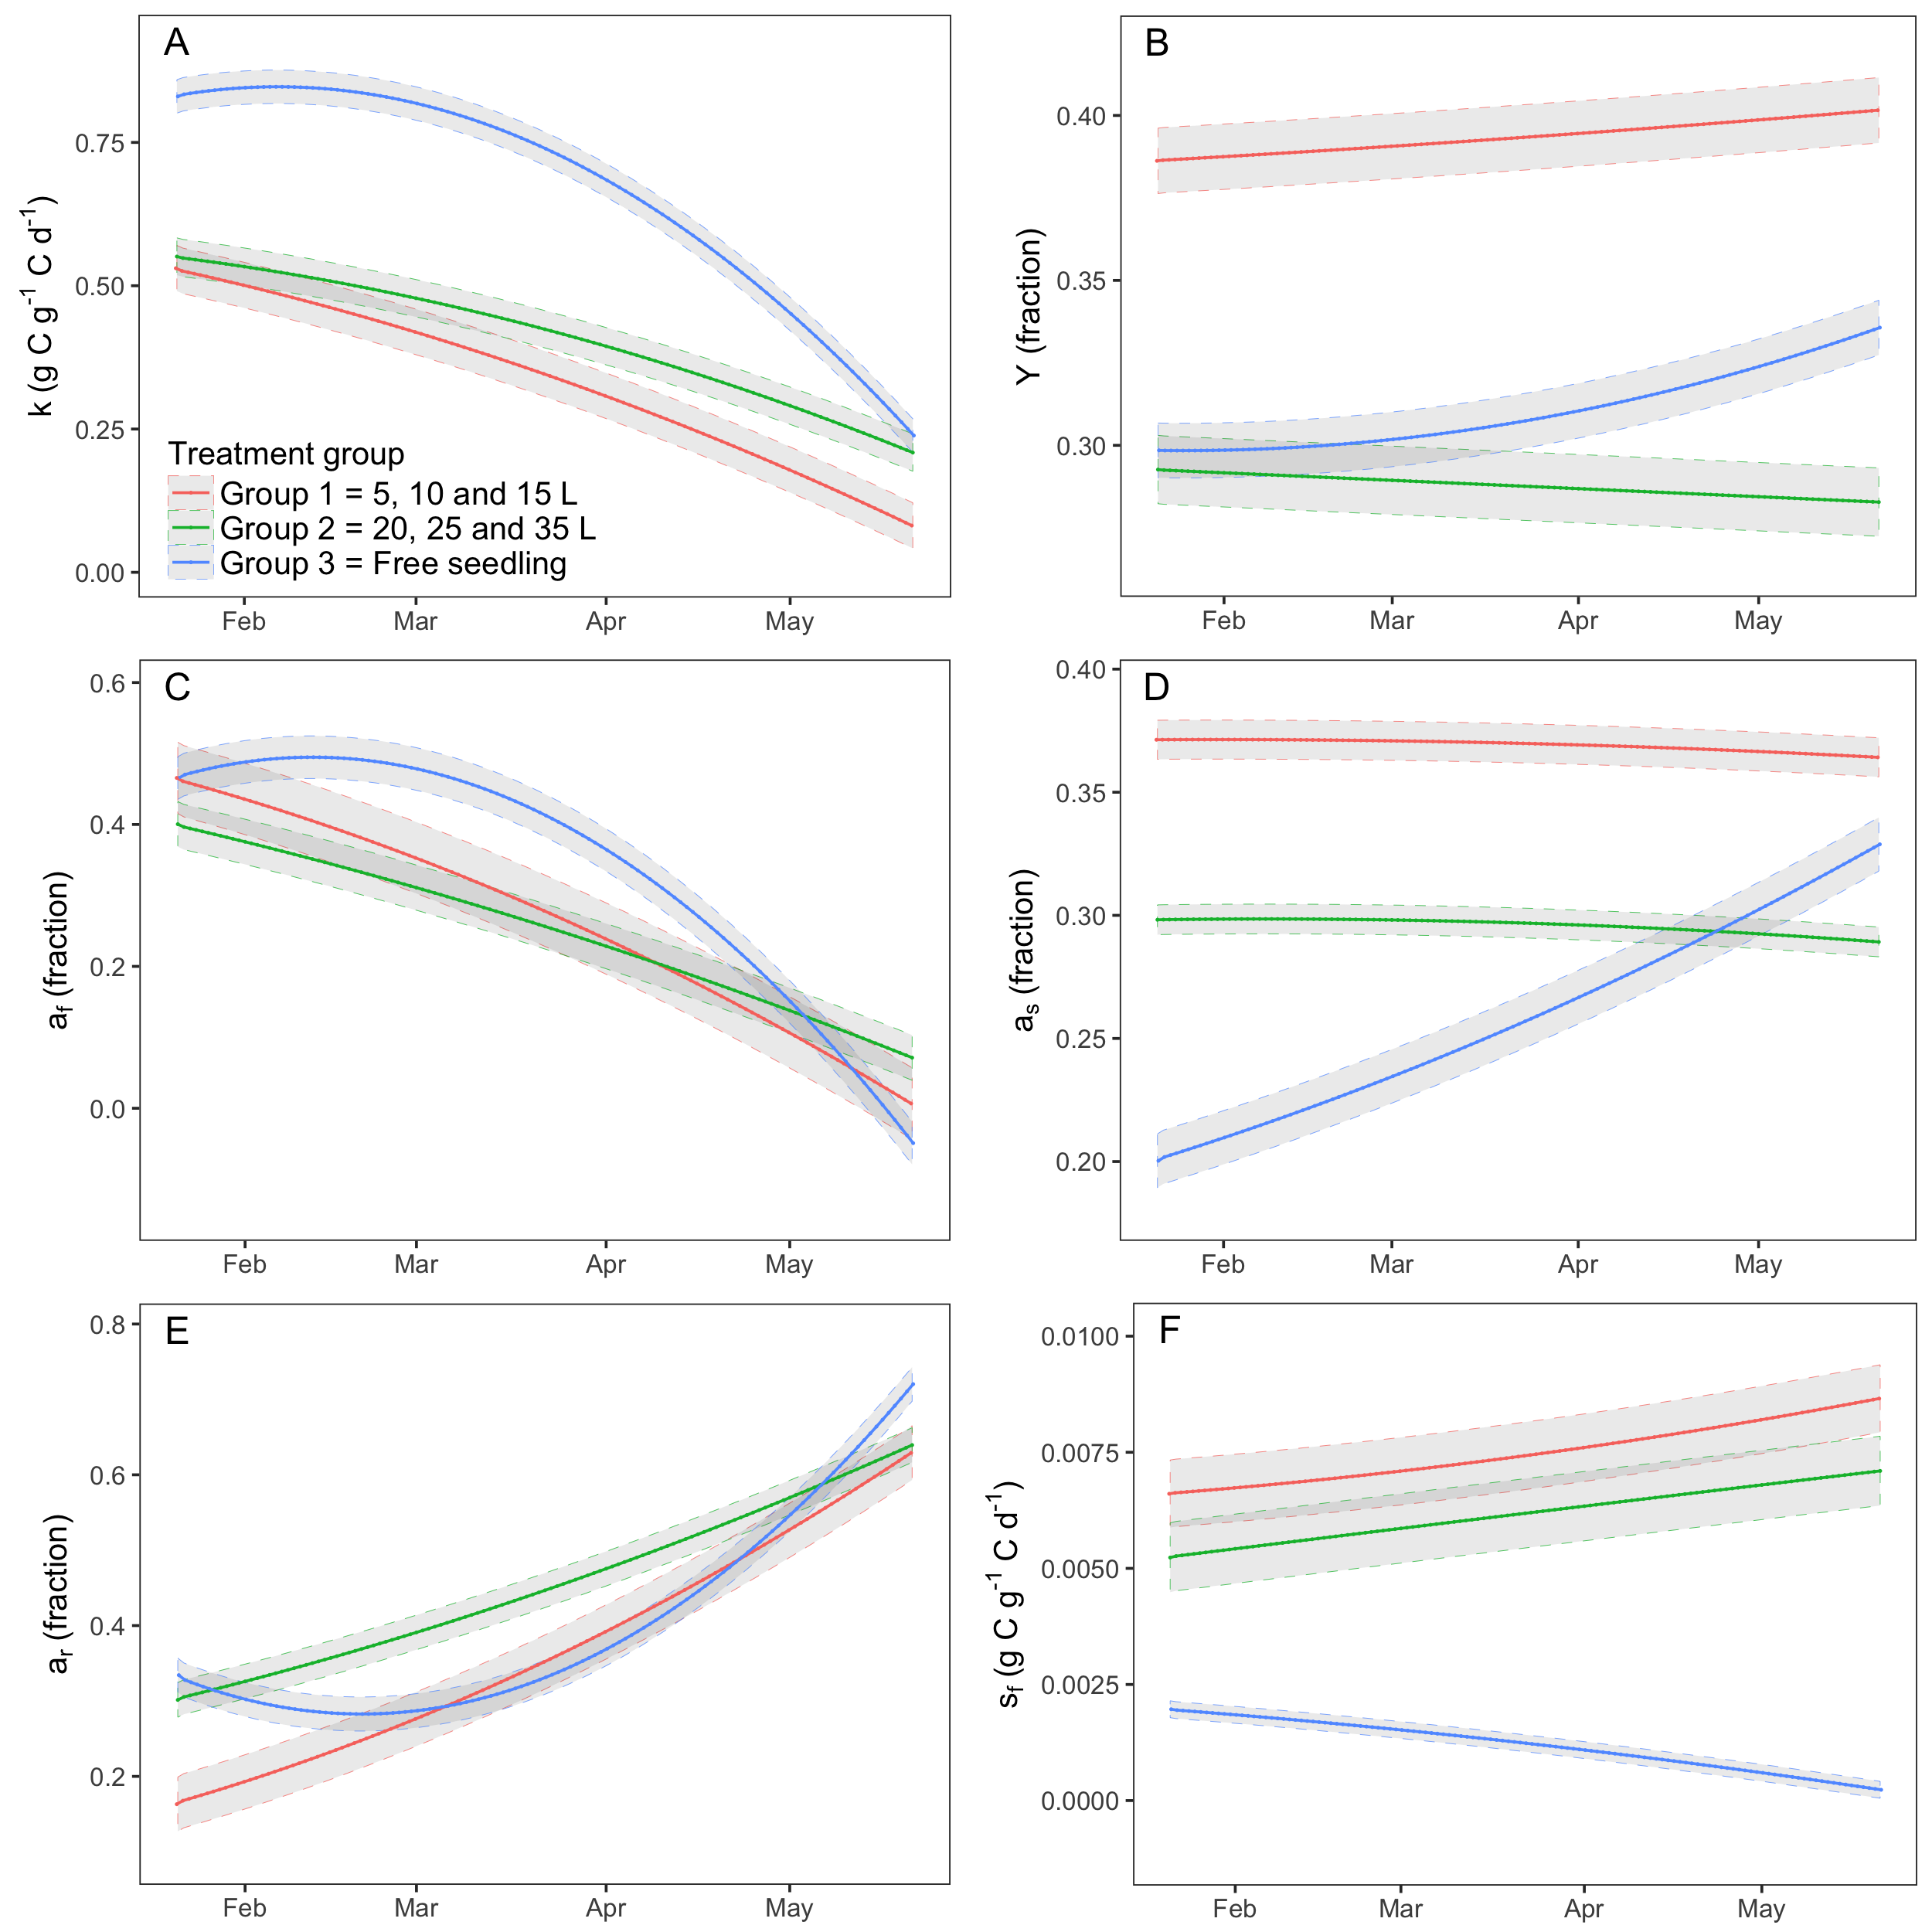 A
k (g C g-1 C d-1)
0.75
0.50
0.25
0.00
Treatment group
Group 1 = 5, 10 and 15 L
Group 2 = 20, 25 and 35 L
Group 3 = Free seedling
Feb Mar Apr May
B
Y (fraction)
0.40
0.35
0.30
Feb Mar Apr May
C
af (fraction)
0.6
0.4
0.2
0.0
Feb Mar Apr May
D
as (fraction)
0.40
0.35
0.30
0.25
0.20
Feb Mar Apr May
E
ar (fraction)
0.8
0.6
0.4
0.2
Feb Mar Apr May
F
sf (g C g-1 C d-1)
0.0100
0.0075
0.0050
0.0025
0.0000
Feb Mar Apr May